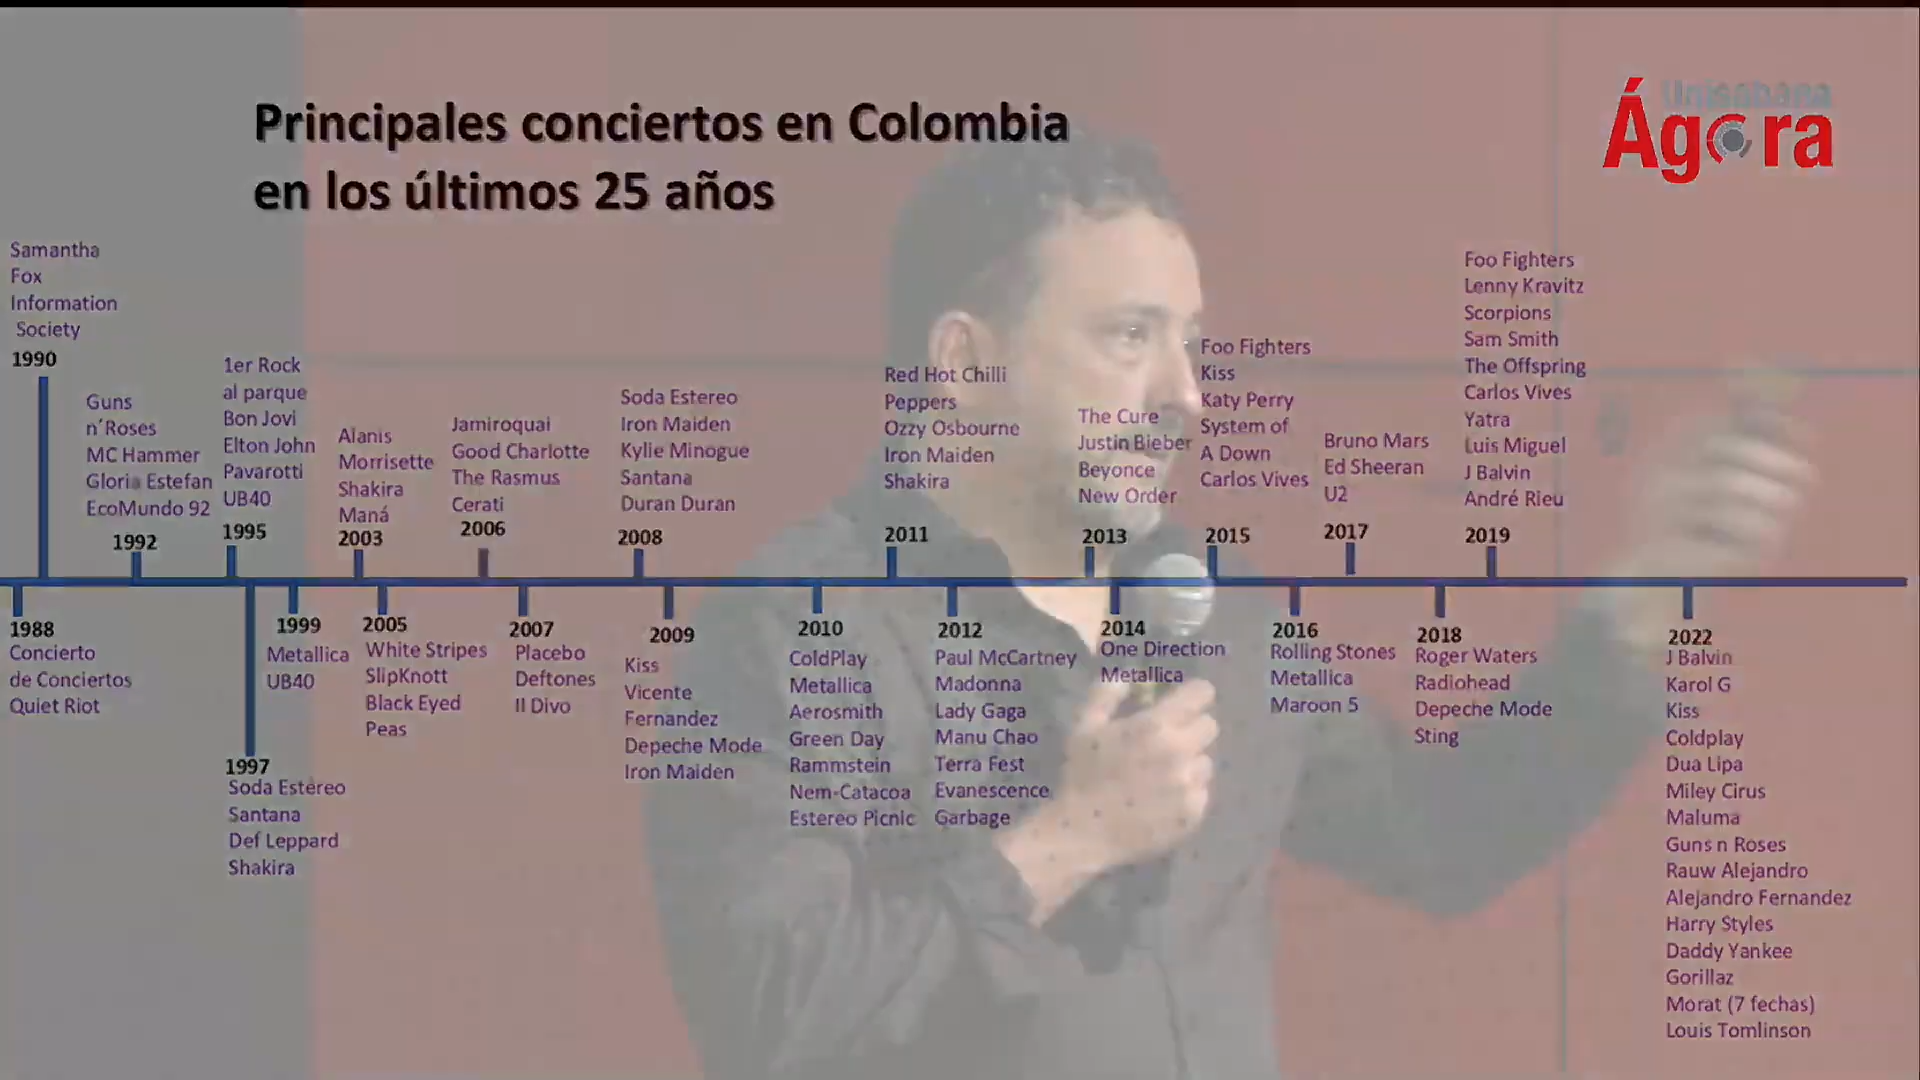 Principales conciertos en Colombia
en los últimos 25 años
Unisabana
Ágora
Samantha
Fox
Information
Society
1990
Guns
n´Roses
MC Hammer
Gloria Estefan
EcoMundo 92
1992
1er Rock
al parque
Bon Jovi
Elton John
Pavarotti
UB40
1995
Alanis
Morrisette
Shakira
Maná
2003
Jamiroquai
Good Charlotte
The Rasmus
Cerati
2006
Soda Estereo
Iron Maiden
Kylie Minogue
Santana
Duran Duran
2008
Red Hot Chilli
Peppers
Ozzy Osbourne
Iron Maiden
Shakira
2011
The Cure
Justin Bieber
Beyonce
New Order
2013
Foo Fighters
Kiss
Katy Perry
System of
A Down
Carlos Vives
2015
Bruno Mars
Ed Sheeran
U2
2017
Foo Fighters
Lenny Kravitz
Scorpions
Sam Smith
The Offspring
Carlos Vives
Yatra
Luis Miguel
J Balvin
André Rieu
2019
1988
Concierto
de Conciertos
Quiet Riot
1997
Soda Estereo
Santana
Def Leppard
Shakira
1999
Metallica
UB40
2005
White Stripes
SlipKnott
Black Eyed
Peas
2007
Placebo
Deftones
Il Divo
2009
Kiss
Vicente
Fernandez
Depeche Mode
Iron Maiden
2010
ColdPlay
Metallica
Aerosmith
Green Day
Rammstein
Nem-Catacoa
Estereo Picnic
2012
Paul McCartney
Madonna
Lady Gaga
Manu Chao
Terra Fest
Evanescence
Garbage
2014
One Direction
Metallica
2016
Rolling Stones
Metallica
Maroon 5
2018
Roger Waters
Radiohead
Depeche Mode
Sting
2022
J Balvin
Karol G
Kiss
Coldplay
Dua Lipa
Miley Cirus
Maluma
Guns n Roses
Rauw Alejandro
Alejandro Fernandez
Harry Styles
Daddy Yankee
Gorillaz
Morat (7 fechas)
Louis Tomlinson